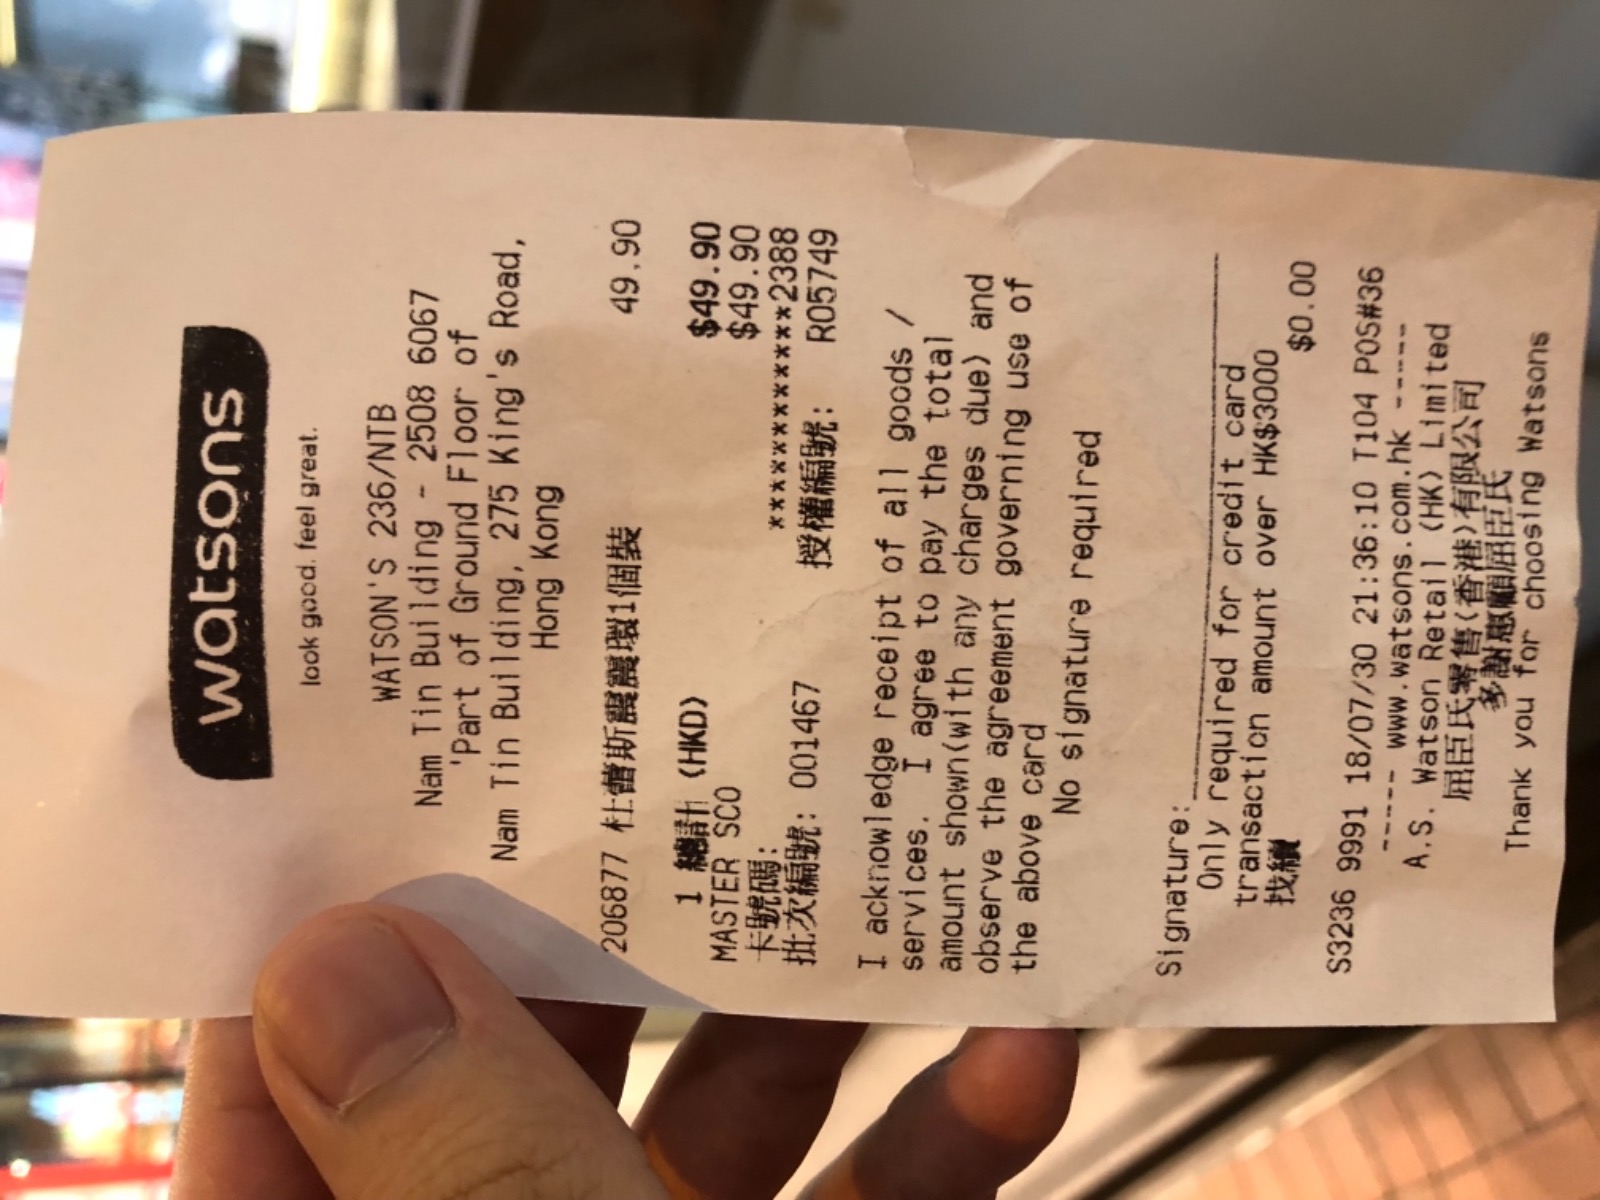 watsons
look good. feel great.
WATSON'S 236/NTB
Nam Tin Building - 2508 6067
'Part of Ground Floor of
Nam Tin Building, 275 King's Road,
Hong Kong
206877 杜蕾斯震震環1個裝 49.90
1 總計 (HKD) $49.90
MASTER SCO $49.90
卡號碼: ************2388
批次編號: 001467 授權編號: R05749
I acknowledge receipt of all goods /
services. I agree to pay the total
amount shown(with any charges due) and
observe the agreement governing use of
the above card
No signature required
Signature:
Only required for credit card
transaction amount over HK$3000
找續 $0.00
S3236 9991 18/07/30 21:36:10 T104 POS#36
----- www.watsons.com.hk -----
A.S. Watson Retail (HK) Limited
屈臣氏零售(香港)有限公司
多謝惠顧屈臣氏
Thank you for choosing Watsons